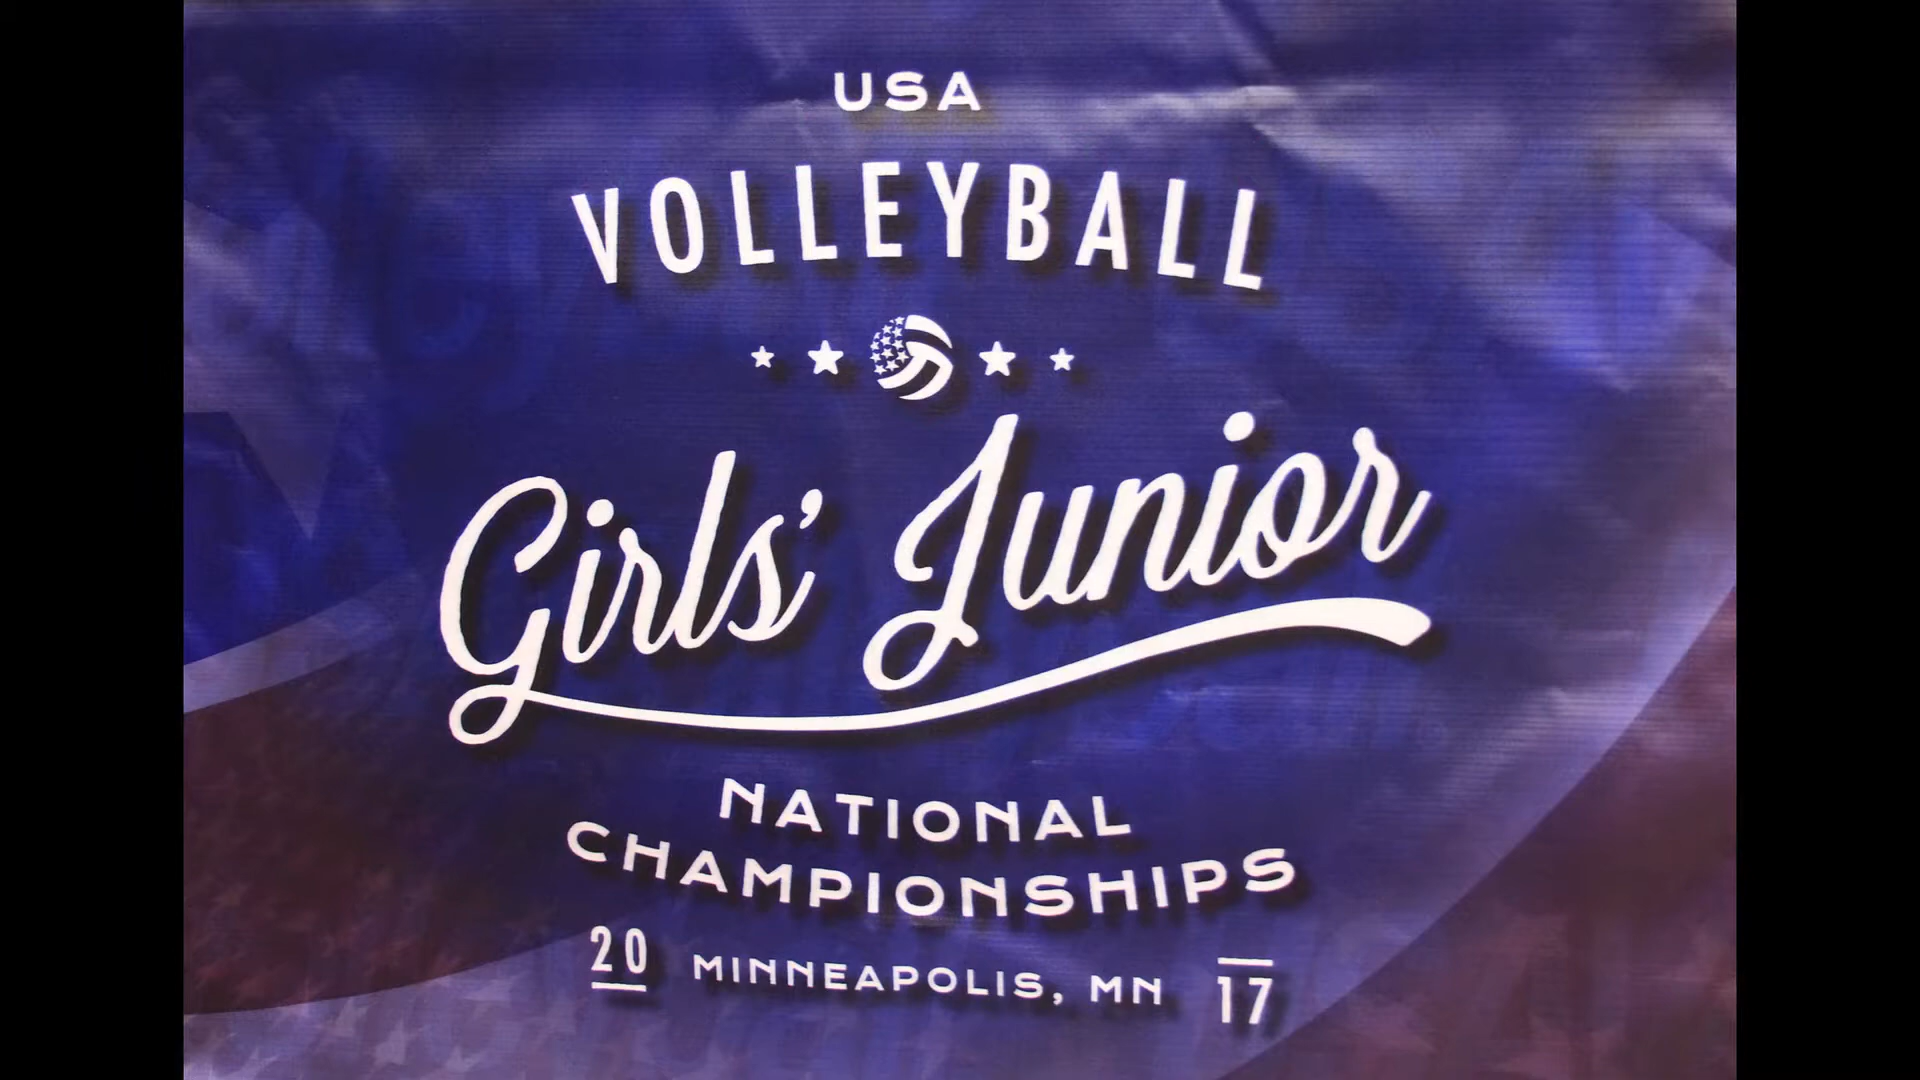 USA
VOLLEYBALL
Girls' Junior
NATIONAL
CHAMPIONSHIPS
20 MINNEAPOLIS, MN 17